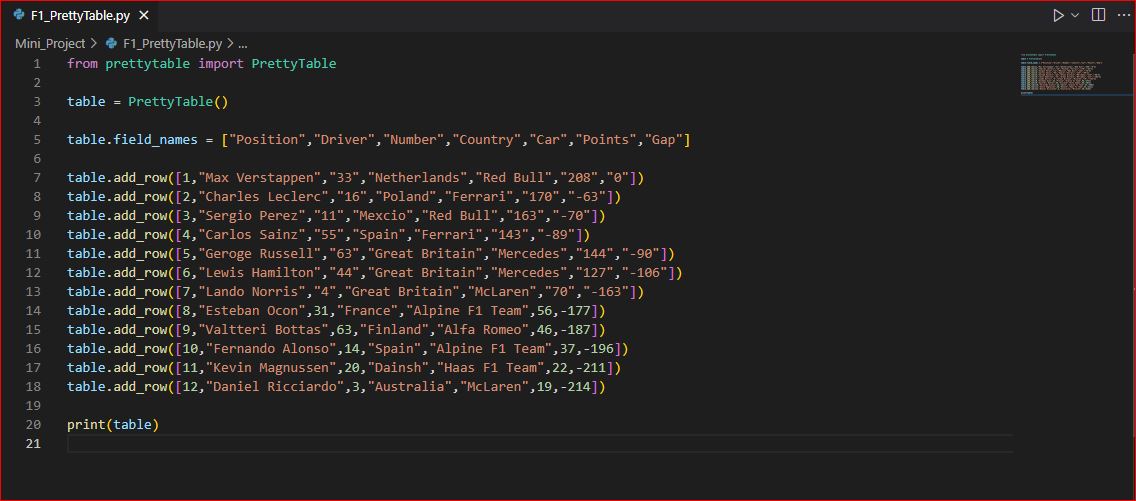 F1_PrettyTable.py
Mini_Project > F1_PrettyTable.py > ...
1 from prettytable import PrettyTable
2
3 table = PrettyTable()
4
5 table.field_names = ["Position","Driver","Number","Country","Car","Points","Gap"]
6
7 table.add_row([1,"Max Verstappen","33","Netherlands","Red Bull","208","0"])
8 table.add_row([2,"Charles Leclerc","16","Poland","Ferrari","170","-63"])
9 table.add_row([3,"Sergio Perez","11","Mexcio","Red Bull","163","-70"])
10 table.add_row([4,"Carlos Sainz","55","Spain","Ferrari","143","-89"])
11 table.add_row([5,"Geroge Russell","63","Great Britain","Mercedes","144","-90"])
12 table.add_row([6,"Lewis Hamilton","44","Great Britain","Mercedes","127","-106"])
13 table.add_row([7,"Lando Norris","4","Great Britain","McLaren","70","-163"])
14 table.add_row([8,"Esteban Ocon",31,"France","Alpine F1 Team",56,-177])
15 table.add_row([9,"Valtteri Bottas",63,"Finland","Alfa Romeo",46,-187])
16 table.add_row([10,"Fernando Alonso",14,"Spain","Alpine F1 Team",37,-196])
17 table.add_row([11,"Kevin Magnussen",20,"Dainsh","Haas F1 Team",22,-211])
18 table.add_row([12,"Daniel Ricciardo",3,"Australia","McLaren",19,-214])
19
20 print(table)
21